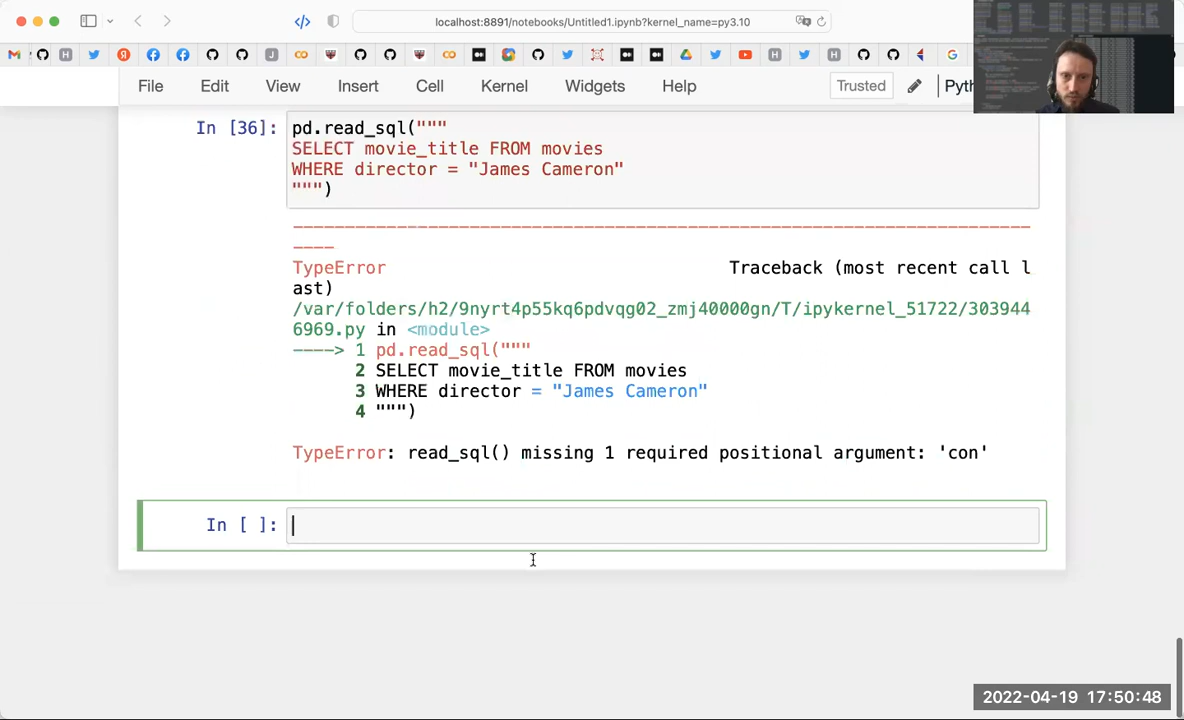 localhost:8891/notebooks/Untitled1.ipynb?kernel_name=py3.10
File Edit View Insert Cell Kernel Widgets Help Trusted Pyth
In [36]: pd.read_sql("""
SELECT movie_title FROM movies
WHERE director = "James Cameron"
""")
----------------------------------------------------------------------
----
TypeError Traceback (most recent call l
ast)
/var/folders/h2/9nyrt4p55kq6pdvqg02_zmj40000gn/T/ipykernel_51722/303944
6969.py in <module>
----> 1 pd.read_sql("""
2 SELECT movie_title FROM movies
3 WHERE director = "James Cameron"
4 """)
TypeError: read_sql() missing 1 required positional argument: 'con'
In [ ]:
2022-04-19 17:50:48